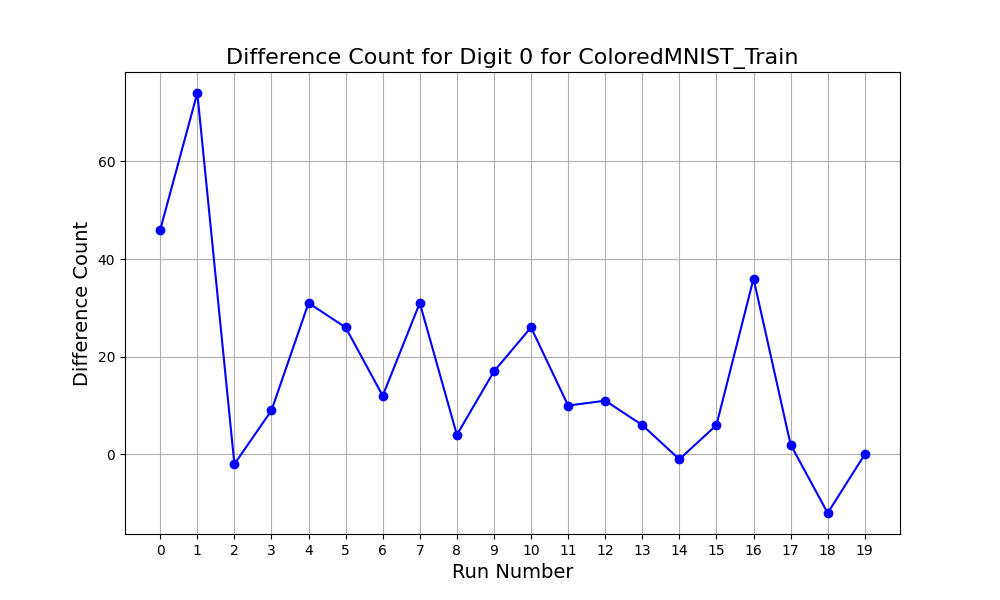 Difference Count for Digit 0 for ColoredMNIST_Train
Difference Count
60
40
20
0
0 1 2 3 4 5 6 7 8 9 10 11 12 13 14 15 16 17 18 19
Run Number